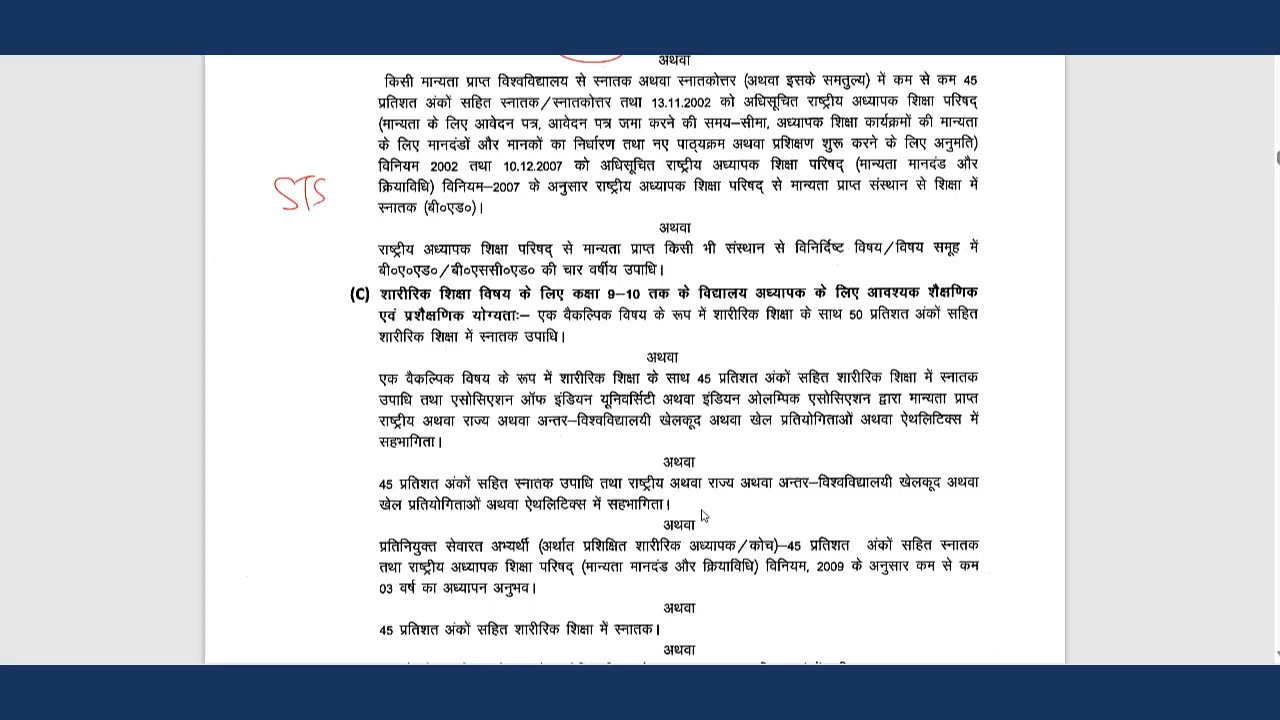 अथवा
किसी मान्यता प्राप्त विश्वविद्यालय से स्नातक अथवा स्नातकोत्तर (अथवा इसके समतुल्य) में कम से कम 45
प्रतिशत अंकों सहित स्नातक/स्नातकोत्तर तथा 13.11.2002 को अधिसूचित राष्ट्रीय अध्यापक शिक्षा परिषद्
(मान्यता के लिए आवेदन पत्र, आवेदन पत्र जमा करने की समय–सीमा, अध्यापक शिक्षा कार्यक्रमों की मान्यता
के लिए मानदंडों और मानकों का निर्धारण तथा नए पाठ्यक्रम अथवा प्रशिक्षण शुरू करने के लिए अनुमति)
विनियम 2002 तथा 10.12.2007 को अधिसूचित राष्ट्रीय अध्यापक शिक्षा परिषद् (मान्यता मानदंड और
क्रियाविधि) विनियम–2007 के अनुसार राष्ट्रीय अध्यापक शिक्षा परिषद् से मान्यता प्राप्त संस्थान से शिक्षा में
STS
स्नातक (बी०एड०)।
अथवा
राष्ट्रीय अध्यापक शिक्षा परिषद् से मान्यता प्राप्त किसी भी संस्थान से विनिर्दिष्ट विषय/विषय समूह में
बी०ए०एड०/बी०एससी०एड० की चार वर्षीय उपाधि।
(C) शारीरिक शिक्षा विषय के लिए कक्षा 9–10 तक के विद्यालय अध्यापक के लिए आवश्यक शैक्षणिक
एवं प्रशैक्षणिक योग्यताः– एक वैकल्पिक विषय के रूप में शारीरिक शिक्षा के साथ 50 प्रतिशत अंकों सहित
शारीरिक शिक्षा में स्नातक उपाधि।
अथवा
एक वैकल्पिक विषय के रूप में शारीरिक शिक्षा के साथ 45 प्रतिशत अंकों सहित शारीरिक शिक्षा में स्नातक
उपाधि तथा एसोसिएशन ऑफ इंडियन यूनिवर्सिटी अथवा इंडियन ओलम्पिक एसोसिएशन द्वारा मान्यता प्राप्त
राष्ट्रीय अथवा राज्य अथवा अन्तर–विश्वविद्यालयी खेलकूद अथवा खेल प्रतियोगिताओं अथवा ऐथलिटिक्स में
सहभागिता।
अथवा
45 प्रतिशत अंकों सहित स्नातक उपाधि तथा राष्ट्रीय अथवा राज्य अथवा अन्तर–विश्वविद्यालयी खेलकूद अथवा
खेल प्रतियोगिताओं अथवा ऐथलिटिक्स में सहभागिता।
अथवा
प्रतिनियुक्त सेवारत अभ्यर्थी (अर्थात प्रशिक्षित शारीरिक अध्यापक/कोच)–45 प्रतिशत अंकों सहित स्नातक
तथा राष्ट्रीय अध्यापक शिक्षा परिषद् (मान्यता मानदंड और क्रियाविधि) विनियम, 2009 के अनुसार कम से कम
03 वर्ष का अध्यापन अनुभव।
अथवा
45 प्रतिशत अंकों सहित शारीरिक शिक्षा में स्नातक।
अथवा